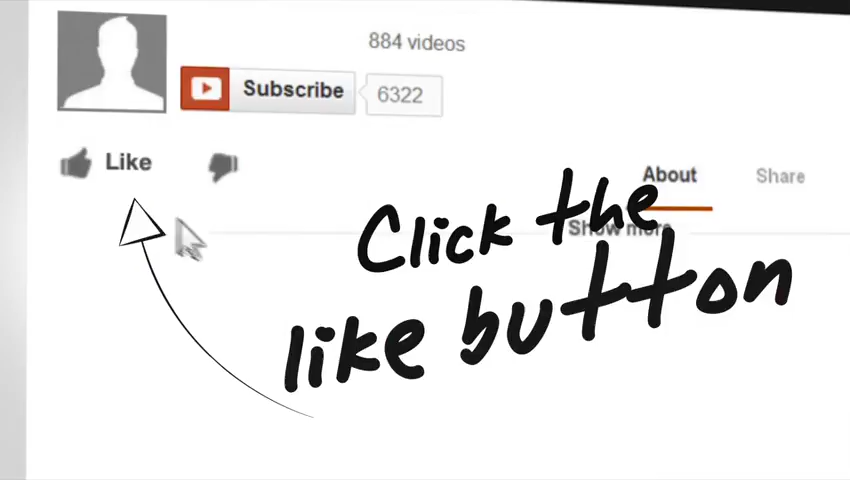 884 videos
Subscribe 6322
Like
About Share
Show more
Click the
like button